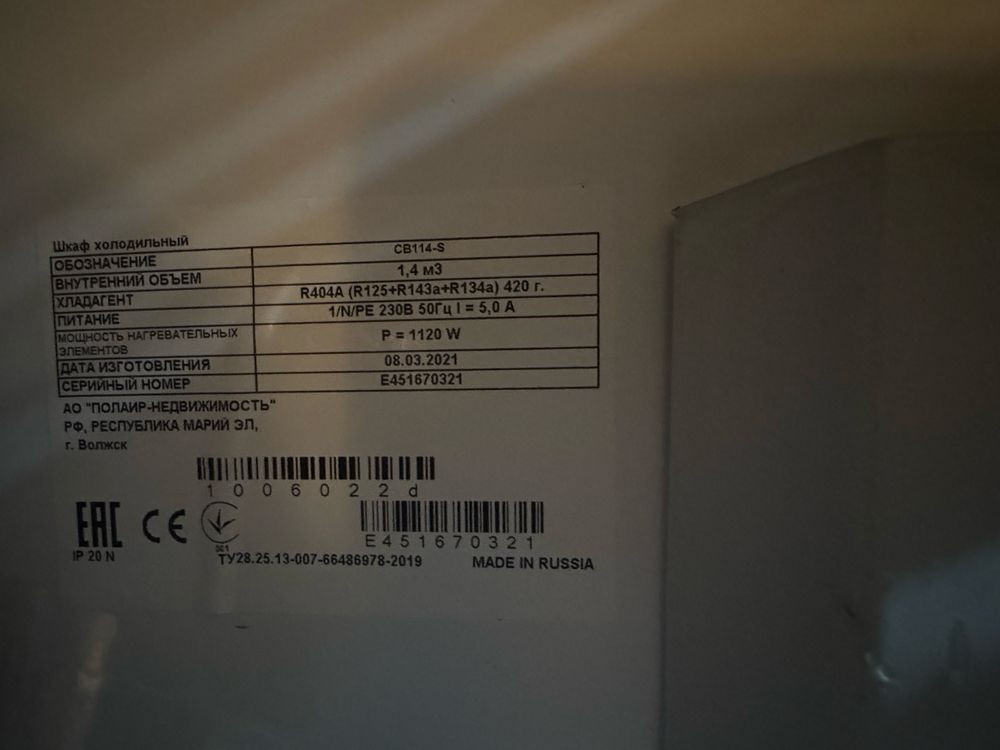 Шкаф холодильный
ОБОЗНАЧЕНИЕ CB114-S
ВНУТРЕННИЙ ОБЪЕМ 1,4 м3
ХЛАДАГЕНТ R404A (R125+R143a+R134a) 420 г.
ПИТАНИЕ 1/N/PE 230В 50Гц I = 5,0 А
МОЩНОСТЬ НАГРЕВАТЕЛЬНЫХ
ЭЛЕМЕНТОВ P = 1120 W
ДАТА ИЗГОТОВЛЕНИЯ 08.03.2021
СЕРИЙНЫЙ НОМЕР E451670321
АО "ПОЛАИР-НЕДВИЖИМОСТЬ"
РФ, РЕСПУБЛИКА МАРИЙ ЭЛ,
г. Волжск
1006022d
EAC CE
E451670321
001
IP 20 N
ТУ28.25.13-007-66486978-2019 MADE IN RUSSIA